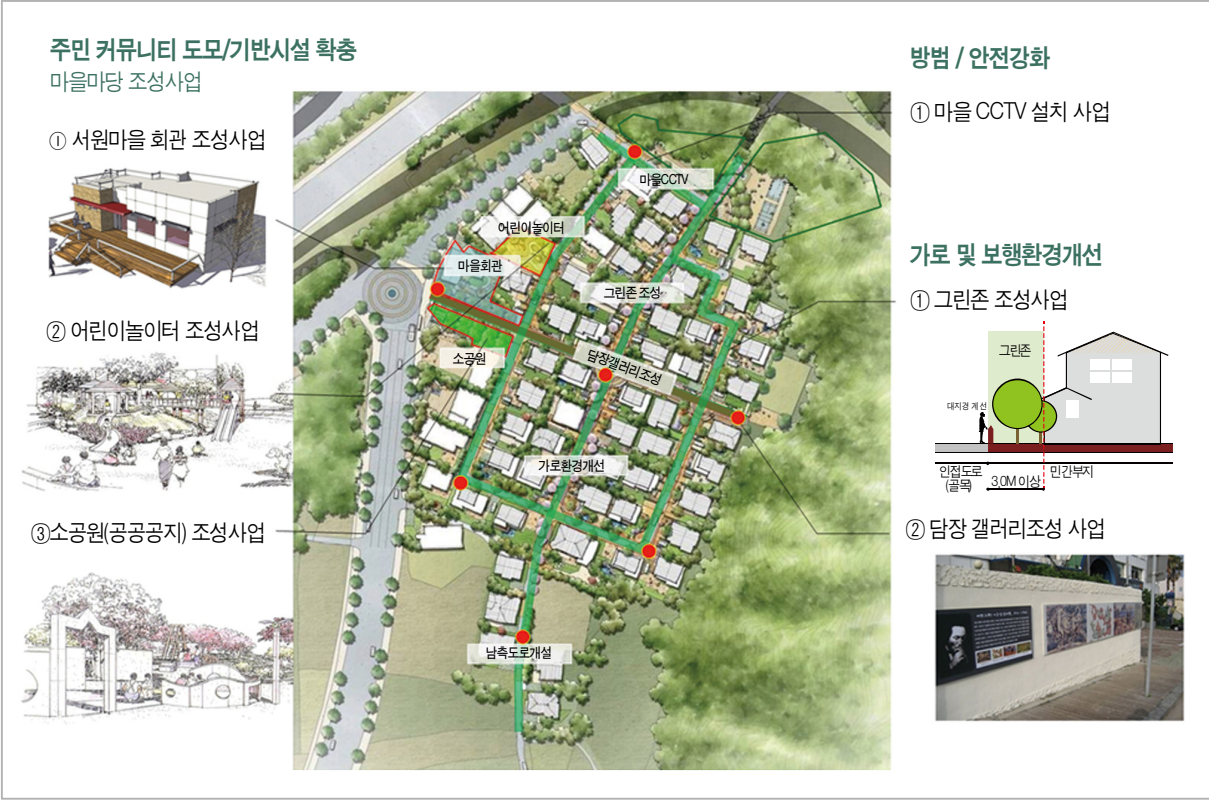 주민 커뮤니티 도모/기반시설 확충
마을마당 조성사업
① 서원마을 회관 조성사업
② 어린이놀이터 조성사업
③소공원(공공공지) 조성사업
마을CCTV
어린이놀이터
마을회관
그린존 조성
소공원
담장갤러리조성
가로환경개선
남측도로개설
방범 / 안전강화
① 마을 CCTV 설치 사업
가로 및 보행환경개선
① 그린존 조성사업
그린존
대지경 계 선
인접도로
(골목)
3.0M 이상
민간부지
② 담장 갤러리조성 사업